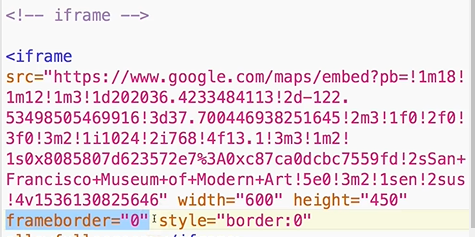 <!-- iframe -->
<iframe
src="https://www.google.com/maps/embed?pb=!1m18!
1m12!1m3!1d202036.4233484113!2d-122.
53498505469916!3d37.700446938251645!2m3!1f0!2f0!
3f0!3m2!1i1024!2i768!4f13.1!3m3!1m2!
1s0x8085807d623572e7%3A0xc87ca0dcbc7559fd!2sSan+
Francisco+Museum+of+Modern+Art!5e0!3m2!1sen!2sus
!4v1536130825646" width="600" height="450"
frameborder="0" style="border:0"